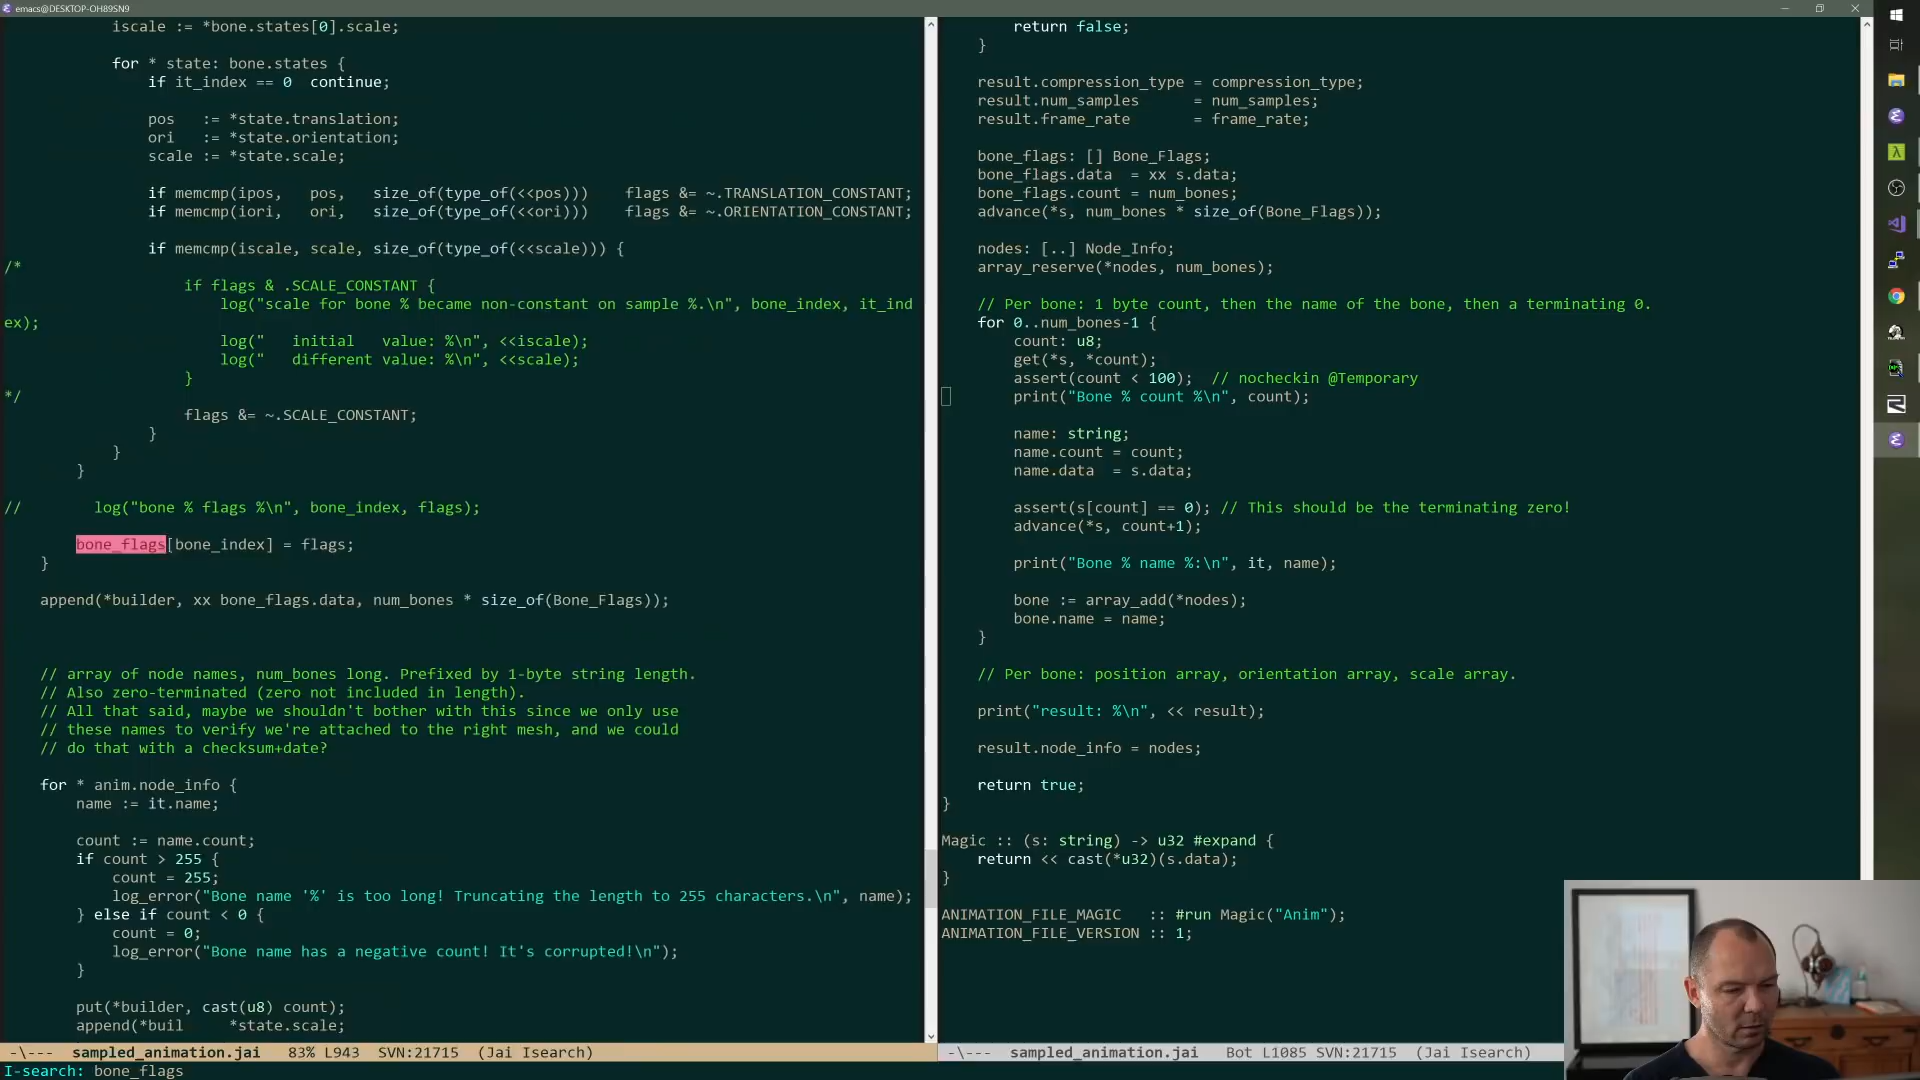 emacs@DESKTOP-OH89SN9
iscale := *bone.states[0].scale;
for * state: bone.states {
if it_index == 0  continue;
pos   := *state.translation;
ori   := *state.orientation;
scale := *state.scale;
if memcmp(ipos,   pos,   size_of(type_of(<<pos)))    flags &= ~.TRANSLATION_CONSTANT;
if memcmp(iori,   ori,   size_of(type_of(<<ori)))    flags &= ~.ORIENTATION_CONSTANT;
if memcmp(iscale, scale, size_of(type_of(<<scale))) {
/*
if flags & .SCALE_CONSTANT {
log("scale for bone % became non-constant on sample %.\n", bone_index, it_ind
ex);
log("   initial   value: %\n", <<iscale);
log("   different value: %\n", <<scale);
}
*/
flags &= ~.SCALE_CONSTANT;
}
}
}
//        log("bone % flags %\n", bone_index, flags);
bone_flags[bone_index] = flags;
}
append(*builder, xx bone_flags.data, num_bones * size_of(Bone_Flags));
// array of node names, num_bones long. Prefixed by 1-byte string length.
// Also zero-terminated (zero not included in length).
// All that said, maybe we shouldn't bother with this since we only use
// these names to verify we're attached to the right mesh, and we could
// do that with a checksum+date?
for * anim.node_info {
name := it.name;
count := name.count;
if count > 255 {
count = 255;
log_error("Bone name '%' is too long! Truncating the length to 255 characters.\n", name);
} else if count < 0 {
count = 0;
log_error("Bone name has a negative count! It's corrupted!\n");
}
put(*builder, cast(u8) count);
append(*buil     *state.scale;
-\---  sampled_animation.jai   83% L943  SVN:21715  (Jai Isearch)
I-search: bone_flags
return false;
}
result.compression_type = compression_type;
result.num_samples      = num_samples;
result.frame_rate       = frame_rate;
bone_flags: [] Bone_Flags;
bone_flags.data  = xx s.data;
bone_flags.count = num_bones;
advance(*s, num_bones * size_of(Bone_Flags));
nodes: [..] Node_Info;
array_reserve(*nodes, num_bones);
// Per bone: 1 byte count, then the name of the bone, then a terminating 0.
for 0..num_bones-1 {
count: u8;
get(*s, *count);
assert(count < 100);  // nocheckin @Temporary
print("Bone % count %\n", count);
name: string;
name.count = count;
name.data  = s.data;
assert(s[count] == 0); // This should be the terminating zero!
advance(*s, count+1);
print("Bone % name %:\n", it, name);
bone := array_add(*nodes);
bone.name = name;
}
// Per bone: position array, orientation array, scale array.
print("result: %\n", << result);
result.node_info = nodes;
return true;
}
Magic :: (s: string) -> u32 #expand {
return << cast(*u32)(s.data);
}
ANIMATION_FILE_MAGIC   :: #run Magic("Anim");
ANIMATION_FILE_VERSION :: 1;
-\---  sampled_animation.jai   Bot L1085 SVN:21715  (Jai Isearch)